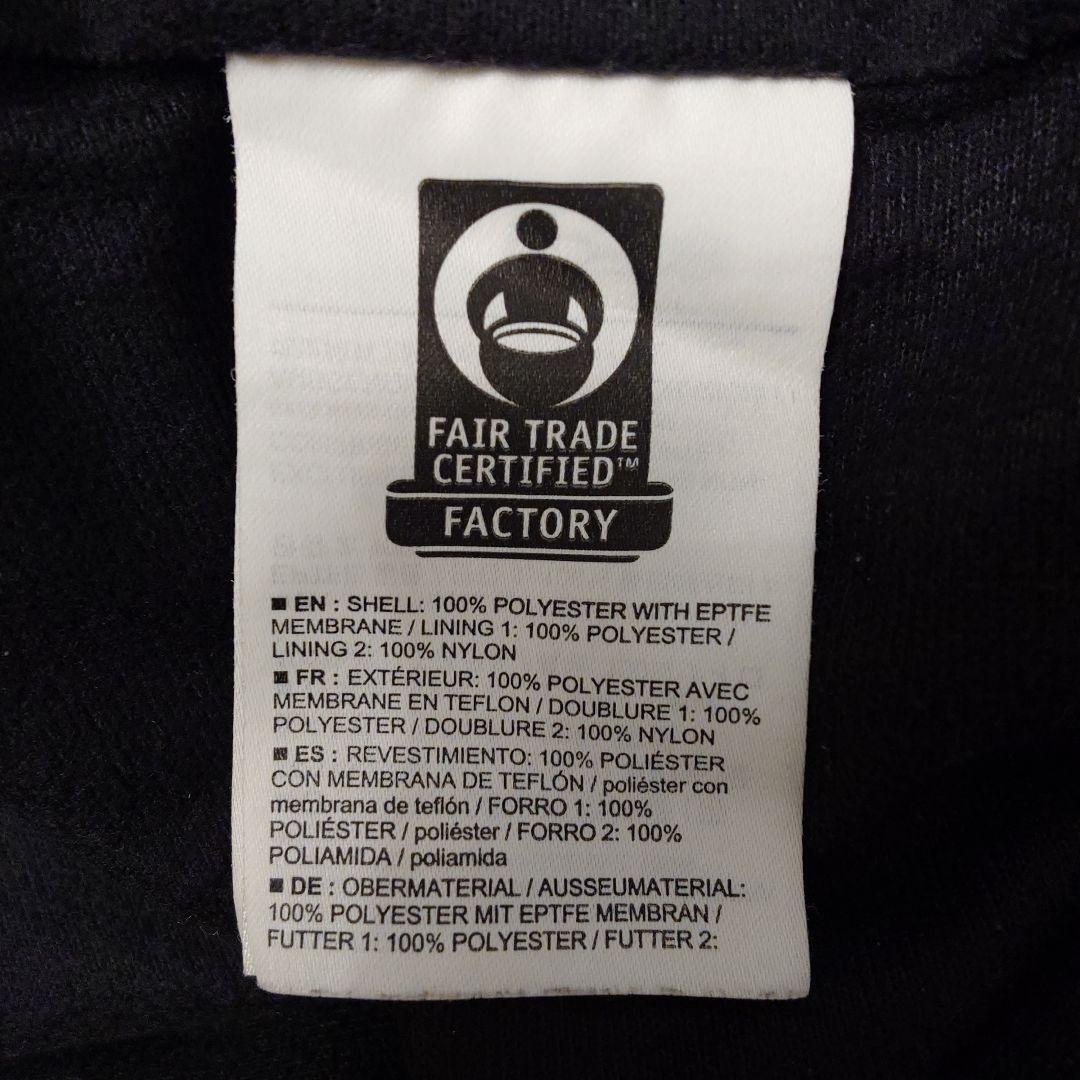 FAIR TRADE
CERTIFIED™
FACTORY
■ EN : SHELL: 100% POLYESTER WITH EPTFE
MEMBRANE / LINING 1: 100% POLYESTER /
LINING 2: 100% NYLON
■ FR : EXTÉRIEUR: 100% POLYESTER AVEC
MEMBRANE EN TEFLON / DOUBLURE 1: 100%
POLYESTER / DOUBLURE 2: 100% NYLON
■ ES : REVESTIMIENTO: 100% POLIÉSTER
CON MEMBRANA DE TEFLÓN / poliéster con
membrana de teflón / FORRO 1: 100%
POLIÉSTER / poliéster / FORRO 2: 100%
POLIAMIDA / poliamida
■ DE : OBERMATERIAL / AUSSEUMATERIAL:
100% POLYESTER MIT EPTFE MEMBRAN /
FUTTER 1: 100% POLYESTER / FUTTER 2: